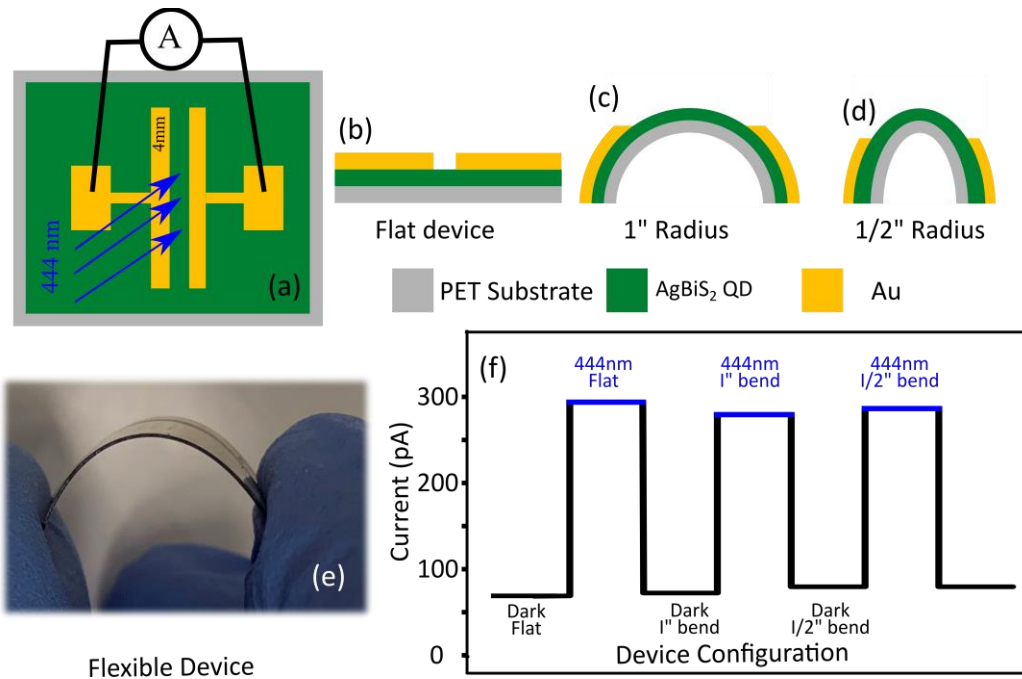 A
4mm
444 nm
(a)
(b)
Flat device
(c)
1" Radius
(d)
1/2" Radius
PET Substrate
AgBiS₂ QD
Au
(e)
Flexible Device
(f)
Current (pA)
300
200
100
0
444nm
Flat
444nm
I" bend
444nm
I/2" bend
Dark
Flat
Dark
I" bend
Dark
I/2" bend
Device Configuration